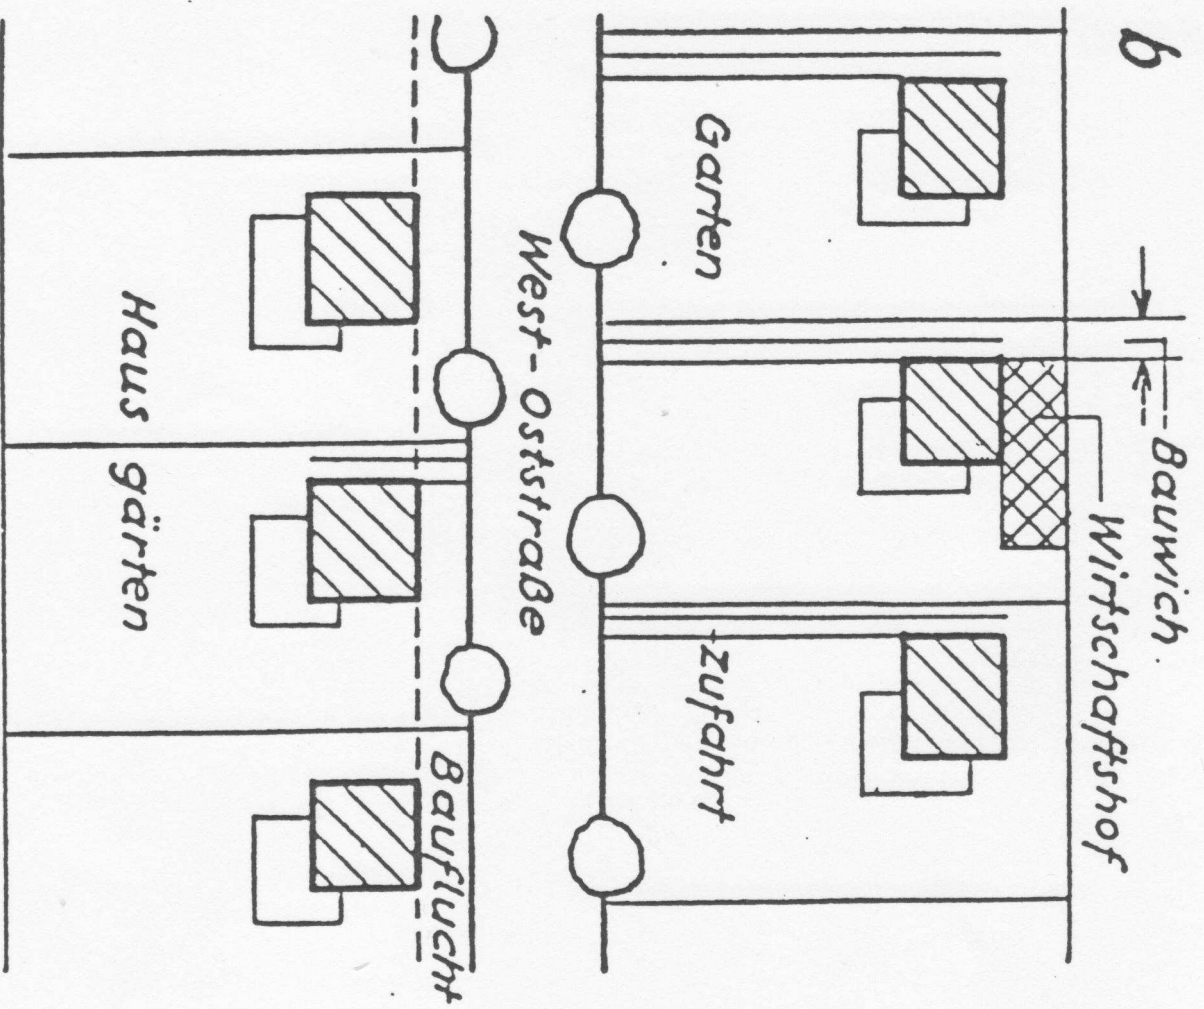 b
Bauwich.
Wirtschaftshof
Garten
Zufahrt
West-Oststraße
Bauflucht
Haus gärten